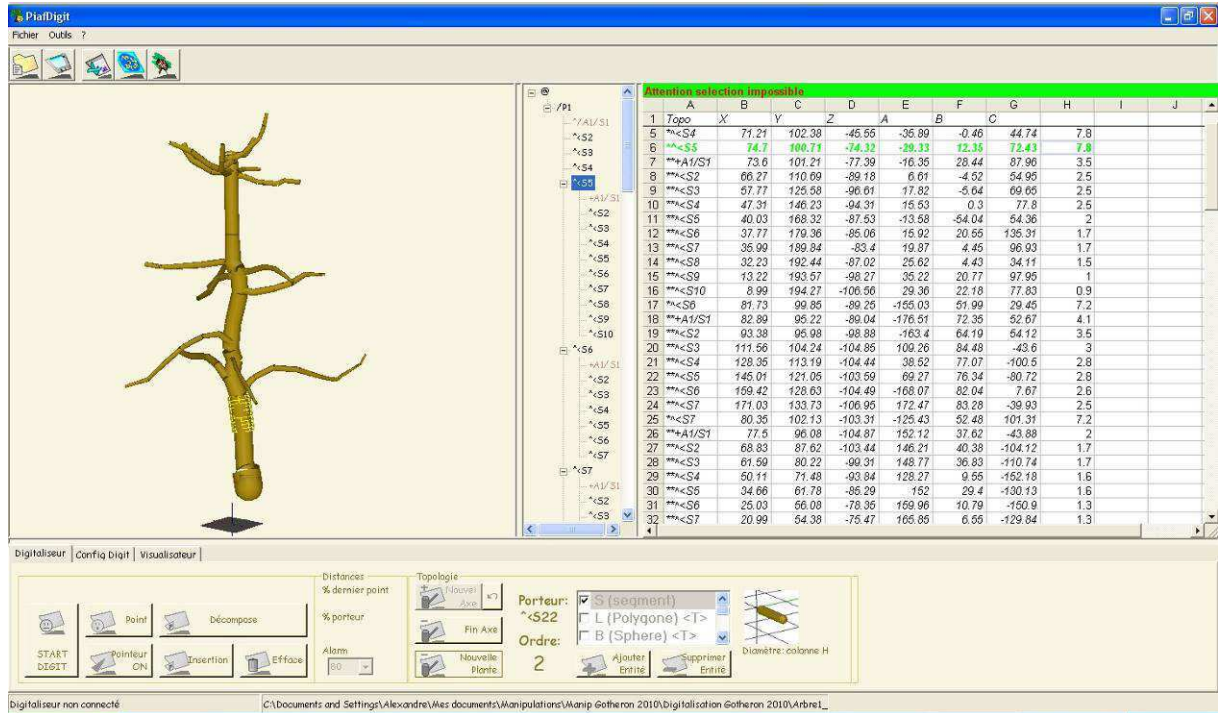 PiafDigit
Fichier Outils ?
@
/P1
^/A1/S1
^<S2
^<S3
^<S4
^<S5
+A1/S1
^<S2
^<S3
^<S4
^<S5
^<S6
^<S7
^<S8
^<S9
^<S10
^<S6
+A1/S1
^<S2
^<S3
^<S4
^<S5
^<S6
^<S7
^<S7
+A1/S1
^<S2
^<S3
Attention selection impossible
A B C D E F G H I J
1 Topo X Y Z A B C
5 *^<S4 71.21 102.38 -45.55 -35.89 -0.46 44.74 7.8
6 *^<S5 74.7 100.71 -74.32 -29.33 12.35 72.43 7.8
7 **+A1/S1 73.6 101.21 -77.39 -16.35 28.44 87.96 3.5
8 **^<S2 66.27 110.69 -89.18 6.61 -4.52 54.95 2.5
9 **^<S3 57.77 125.58 -96.61 17.82 -5.64 69.65 2.5
10 **^<S4 47.31 146.23 -94.31 15.53 0.3 77.8 2.5
11 **^<S5 40.03 168.32 -87.53 -13.58 -54.04 54.36 2
12 **^<S6 37.77 179.36 -85.06 15.92 20.55 135.31 1.7
13 **^<S7 35.99 189.84 -83.4 19.87 4.45 96.93 1.7
14 **^<S8 32.23 192.44 -87.02 25.62 4.43 34.11 1.5
15 **^<S9 13.22 193.57 -98.27 35.22 20.77 97.95 1
16 **^<S10 8.99 194.27 -106.56 29.36 22.18 77.83 0.9
17 *^<S6 81.73 99.85 -89.25 -155.03 51.99 29.45 7.2
18 **+A1/S1 82.89 95.22 -89.04 -176.51 72.35 52.67 4.1
19 **^<S2 93.38 95.98 -98.88 -163.4 64.19 54.12 3.5
20 **^<S3 111.56 104.24 -104.85 109.26 84.48 -43.6 3
21 **^<S4 128.35 113.19 -104.44 38.52 77.07 -100.5 2.8
22 **^<S5 145.01 121.05 -103.59 69.27 76.34 -80.72 2.8
23 **^<S6 159.42 128.63 -104.49 -168.07 82.04 7.67 2.6
24 **^<S7 171.03 133.73 -106.95 172.47 83.28 -39.93 2.5
25 *^<S7 80.35 102.13 -103.31 -125.43 52.48 101.31 7.2
26 **+A1/S1 77.5 96.08 -104.87 152.12 37.62 -43.88 2
27 **^<S2 68.83 87.62 -103.44 146.21 40.38 -104.12 1.7
28 **^<S3 61.59 80.22 -99.31 148.77 36.83 -110.74 1.7
29 **^<S4 50.11 71.48 -93.84 128.27 9.55 -152.18 1.6
30 **^<S5 34.66 61.78 -85.29 152 29.4 -130.13 1.6
31 **^<S6 25.03 56.08 -78.35 159.96 10.79 -150.9 1.3
32 **^<S7 20.99 54.38 -75.47 165.85 6.55 -129.84 1.3
Digitaliseur Config Digit Visualisateur
START DIGIT
Point
Décompose
Pointeur ON
Insertion
Efface
Distances
% dernier point
% porteur
Alarm
80
Topologie
Nouvel Axe
Fin Axe
Nouvelle Plante
Porteur:
^<S22
Ordre:
2
S (segment)
L (Polygone) <T>
B (Sphere) <T>
Ajouter Entité
Supprimer Entité
Diamètre: colonne H
Digitaliseur non connecté
C:\Documents and Settings\Alexandre\Mes documents\Manipulations\Manip Gotheron 2010\Digitalisation Gotheron 2010\Arbre1_